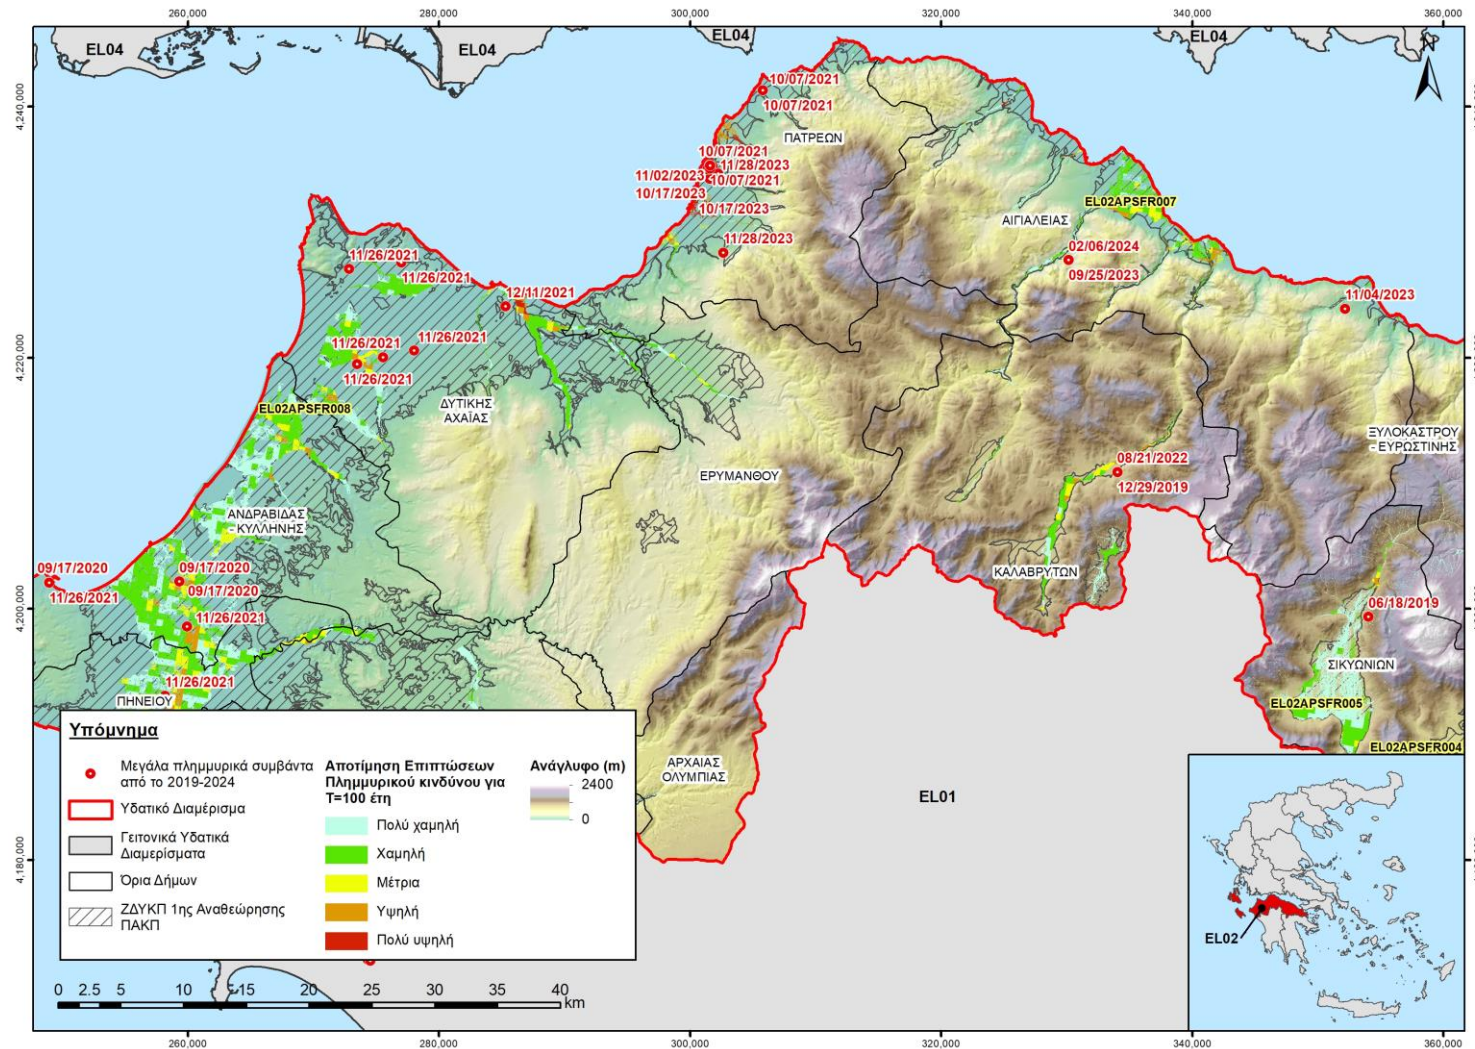 260,000
280,000
300,000
320,000
340,000
360,000
EL04
EL04
EL04
EL04
N
4,240,000
10/07/2021
10/07/2021
ΠΑΤΡΕΩΝ
10/07/2021
11/28/2023
11/02/2023
10/07/2021
10/17/2023
10/17/2023
11/28/2023
EL02APSFR007
ΑΙΓΙΑΛΕΙΑΣ
02/06/2024
09/25/2023
11/04/2023
11/26/2021
11/26/2021
12/11/2021
4,220,000
11/26/2021
11/26/2021
11/26/2021
EL02APSFR008
ΔΥΤΙΚΗΣ
ΑΧΑΪΑΣ
ΞΥΛΟΚΑΣΤΡΟΥ
- ΕΥΡΩΣΤΙΝΗΣ
ΕΡΥΜΑΝΘΟΥ
08/21/2022
12/29/2019
ΑΝΔΡΑΒΙΔΑΣ
- ΚΥΛΛΗΝΗΣ
ΚΑΛΑΒΡΥΤΩΝ
09/17/2020
11/26/2021
09/17/2020
09/17/2020
11/26/2021
4,200,000
06/18/2019
ΣΙΚΥΩΝΙΩΝ
11/26/2021
ΠΗΝΕΙΟΥ
EL02APSFR005
EL02APSFR004
ΑΡΧΑΙΑΣ
ΟΛΥΜΠΙΑΣ
EL01
4,180,000
Υπόμνημα
Μεγάλα πλημμυρικά συμβάντα
από το 2019-2024
Υδατικό Διαμέρισμα
Γειτονικά Υδατικά
Διαμερίσματα
Όρια Δήμων
ΖΔΥΚΠ 1ης Αναθεώρησης
ΠΑΚΠ
Αποτίμηση Επιπτώσεων
Πλημμυρικού κινδύνου για
Τ=100 έτη
Πολύ χαμηλή
Χαμηλή
Μέτρια
Υψηλή
Πολύ υψηλή
Ανάγλυφο (m)
2400
0
0 2.5 5 10 15 20 25 30 35 40
km
EL02
260,000
280,000
300,000
320,000
340,000
360,000